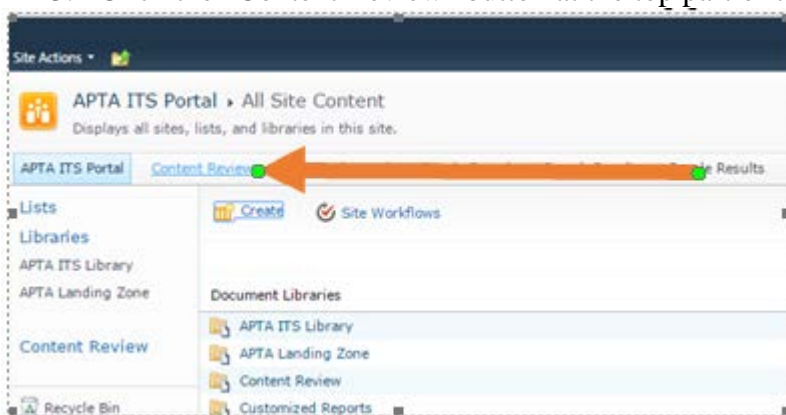 Site Actions
APTA ITS Portal › All Site Content
Displays all sites, lists, and libraries in this site.
APTA ITS Portal Content Review Results
Lists
Create Site Workflows
Libraries
APTA ITS Library
APTA Landing Zone
Document Libraries
APTA ITS Library
Content Review
APTA Landing Zone
Content Review
Recycle Bin
Customized Reports